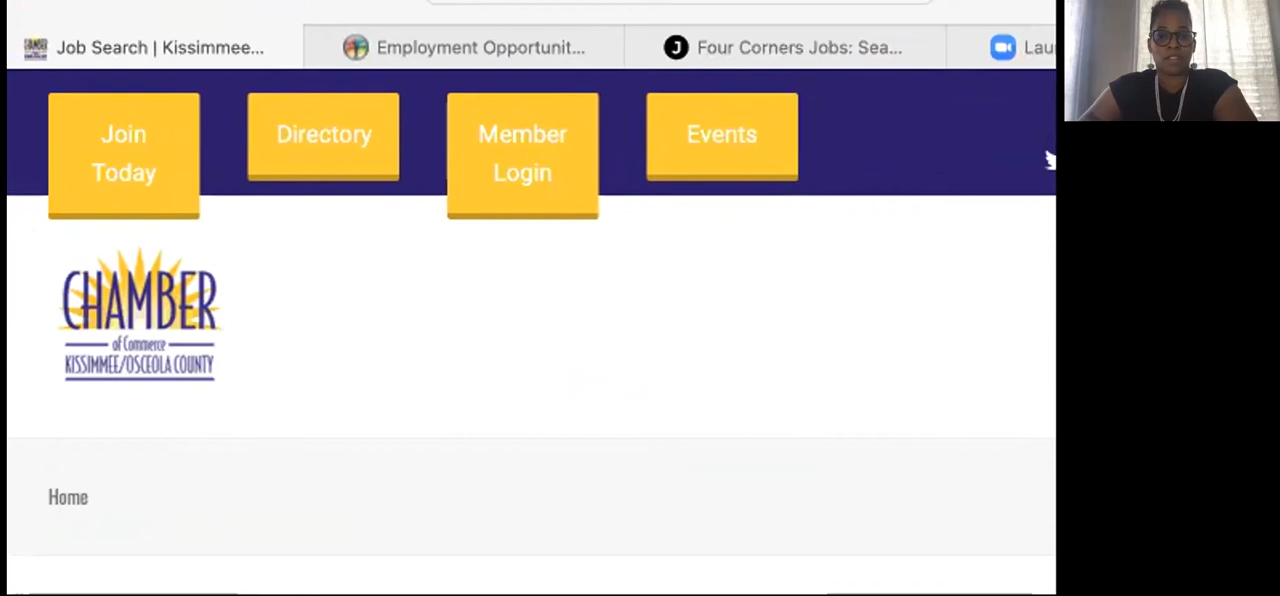 Job Search | Kissimmee...
Employment Opportunit...
Four Corners Jobs: Sea...
Lau
Join
Today
Directory
Member
Login
Events
CHAMBER
of Commerce
KISSIMMEE/OSCEOLA COUNTY
Home